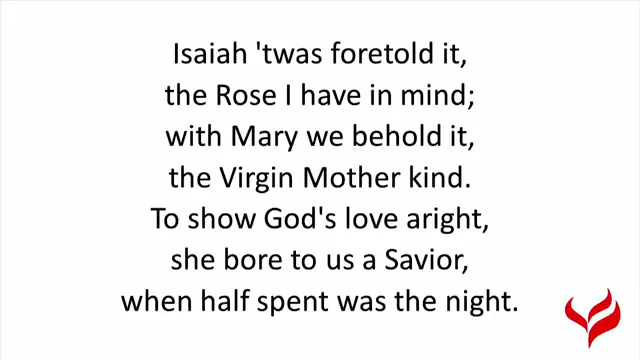 Isaiah 'twas foretold it,
the Rose I have in mind;
with Mary we behold it,
the Virgin Mother kind.
To show God's love aright,
she bore to us a Savior,
when half spent was the night.